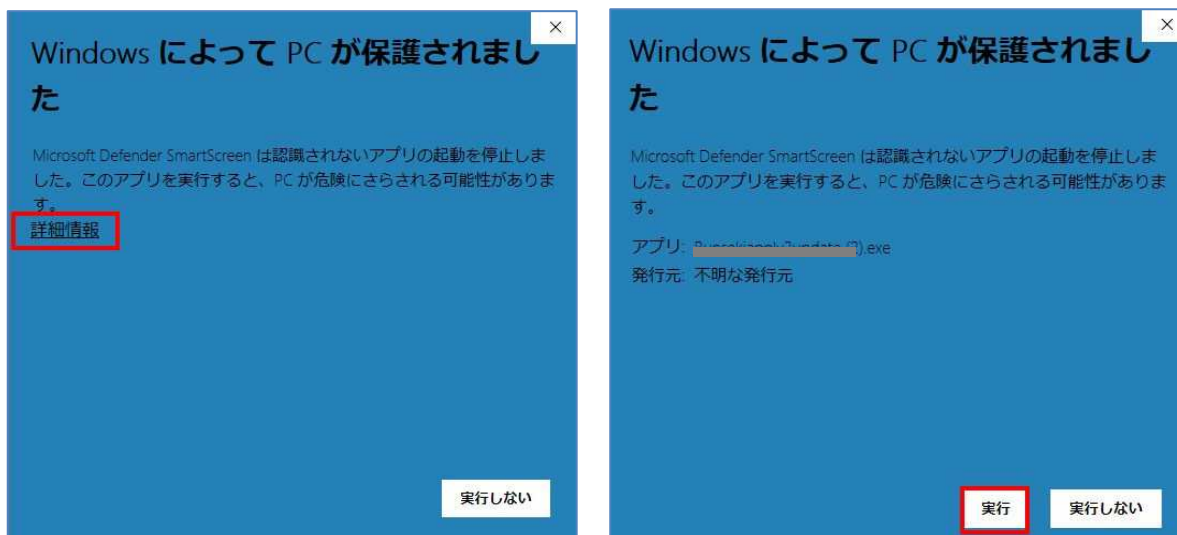 Windows によって PC が保護されまし
た
Microsoft Defender SmartScreen は認識されないアプリの起動を停止しま
した。このアプリを実行すると、PC が危険にさらされる可能性がありま
す。
詳細情報
実行しない
Windows によって PC が保護されまし
た
Microsoft Defender SmartScreen は認識されないアプリの起動を停止しま
した。このアプリを実行すると、PC が危険にさらされる可能性がありま
す。
アプリ: ).exe
発行元: 不明な発行元
実行
実行しない